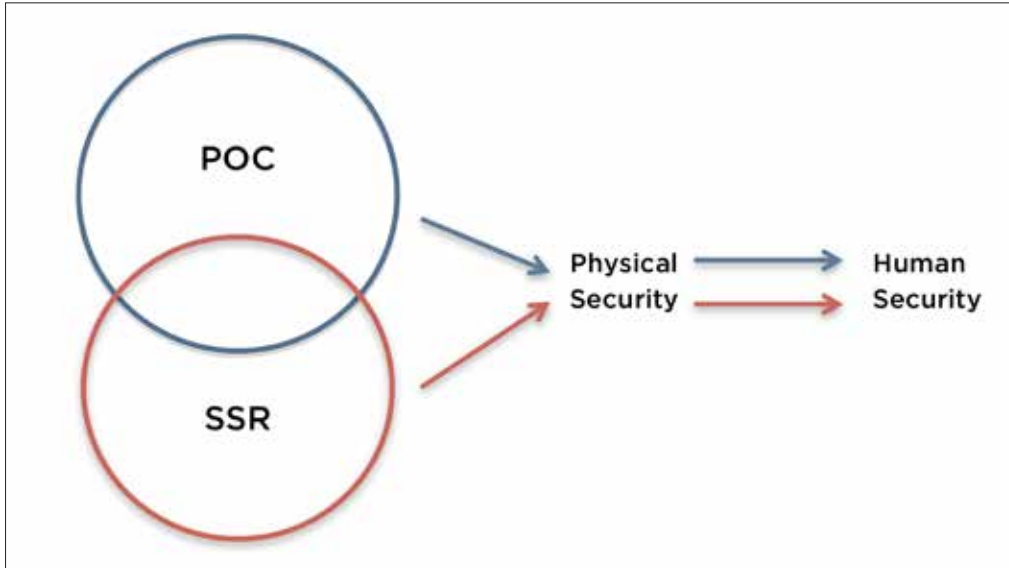 POC
SSR
Physical
Security
Human
Security